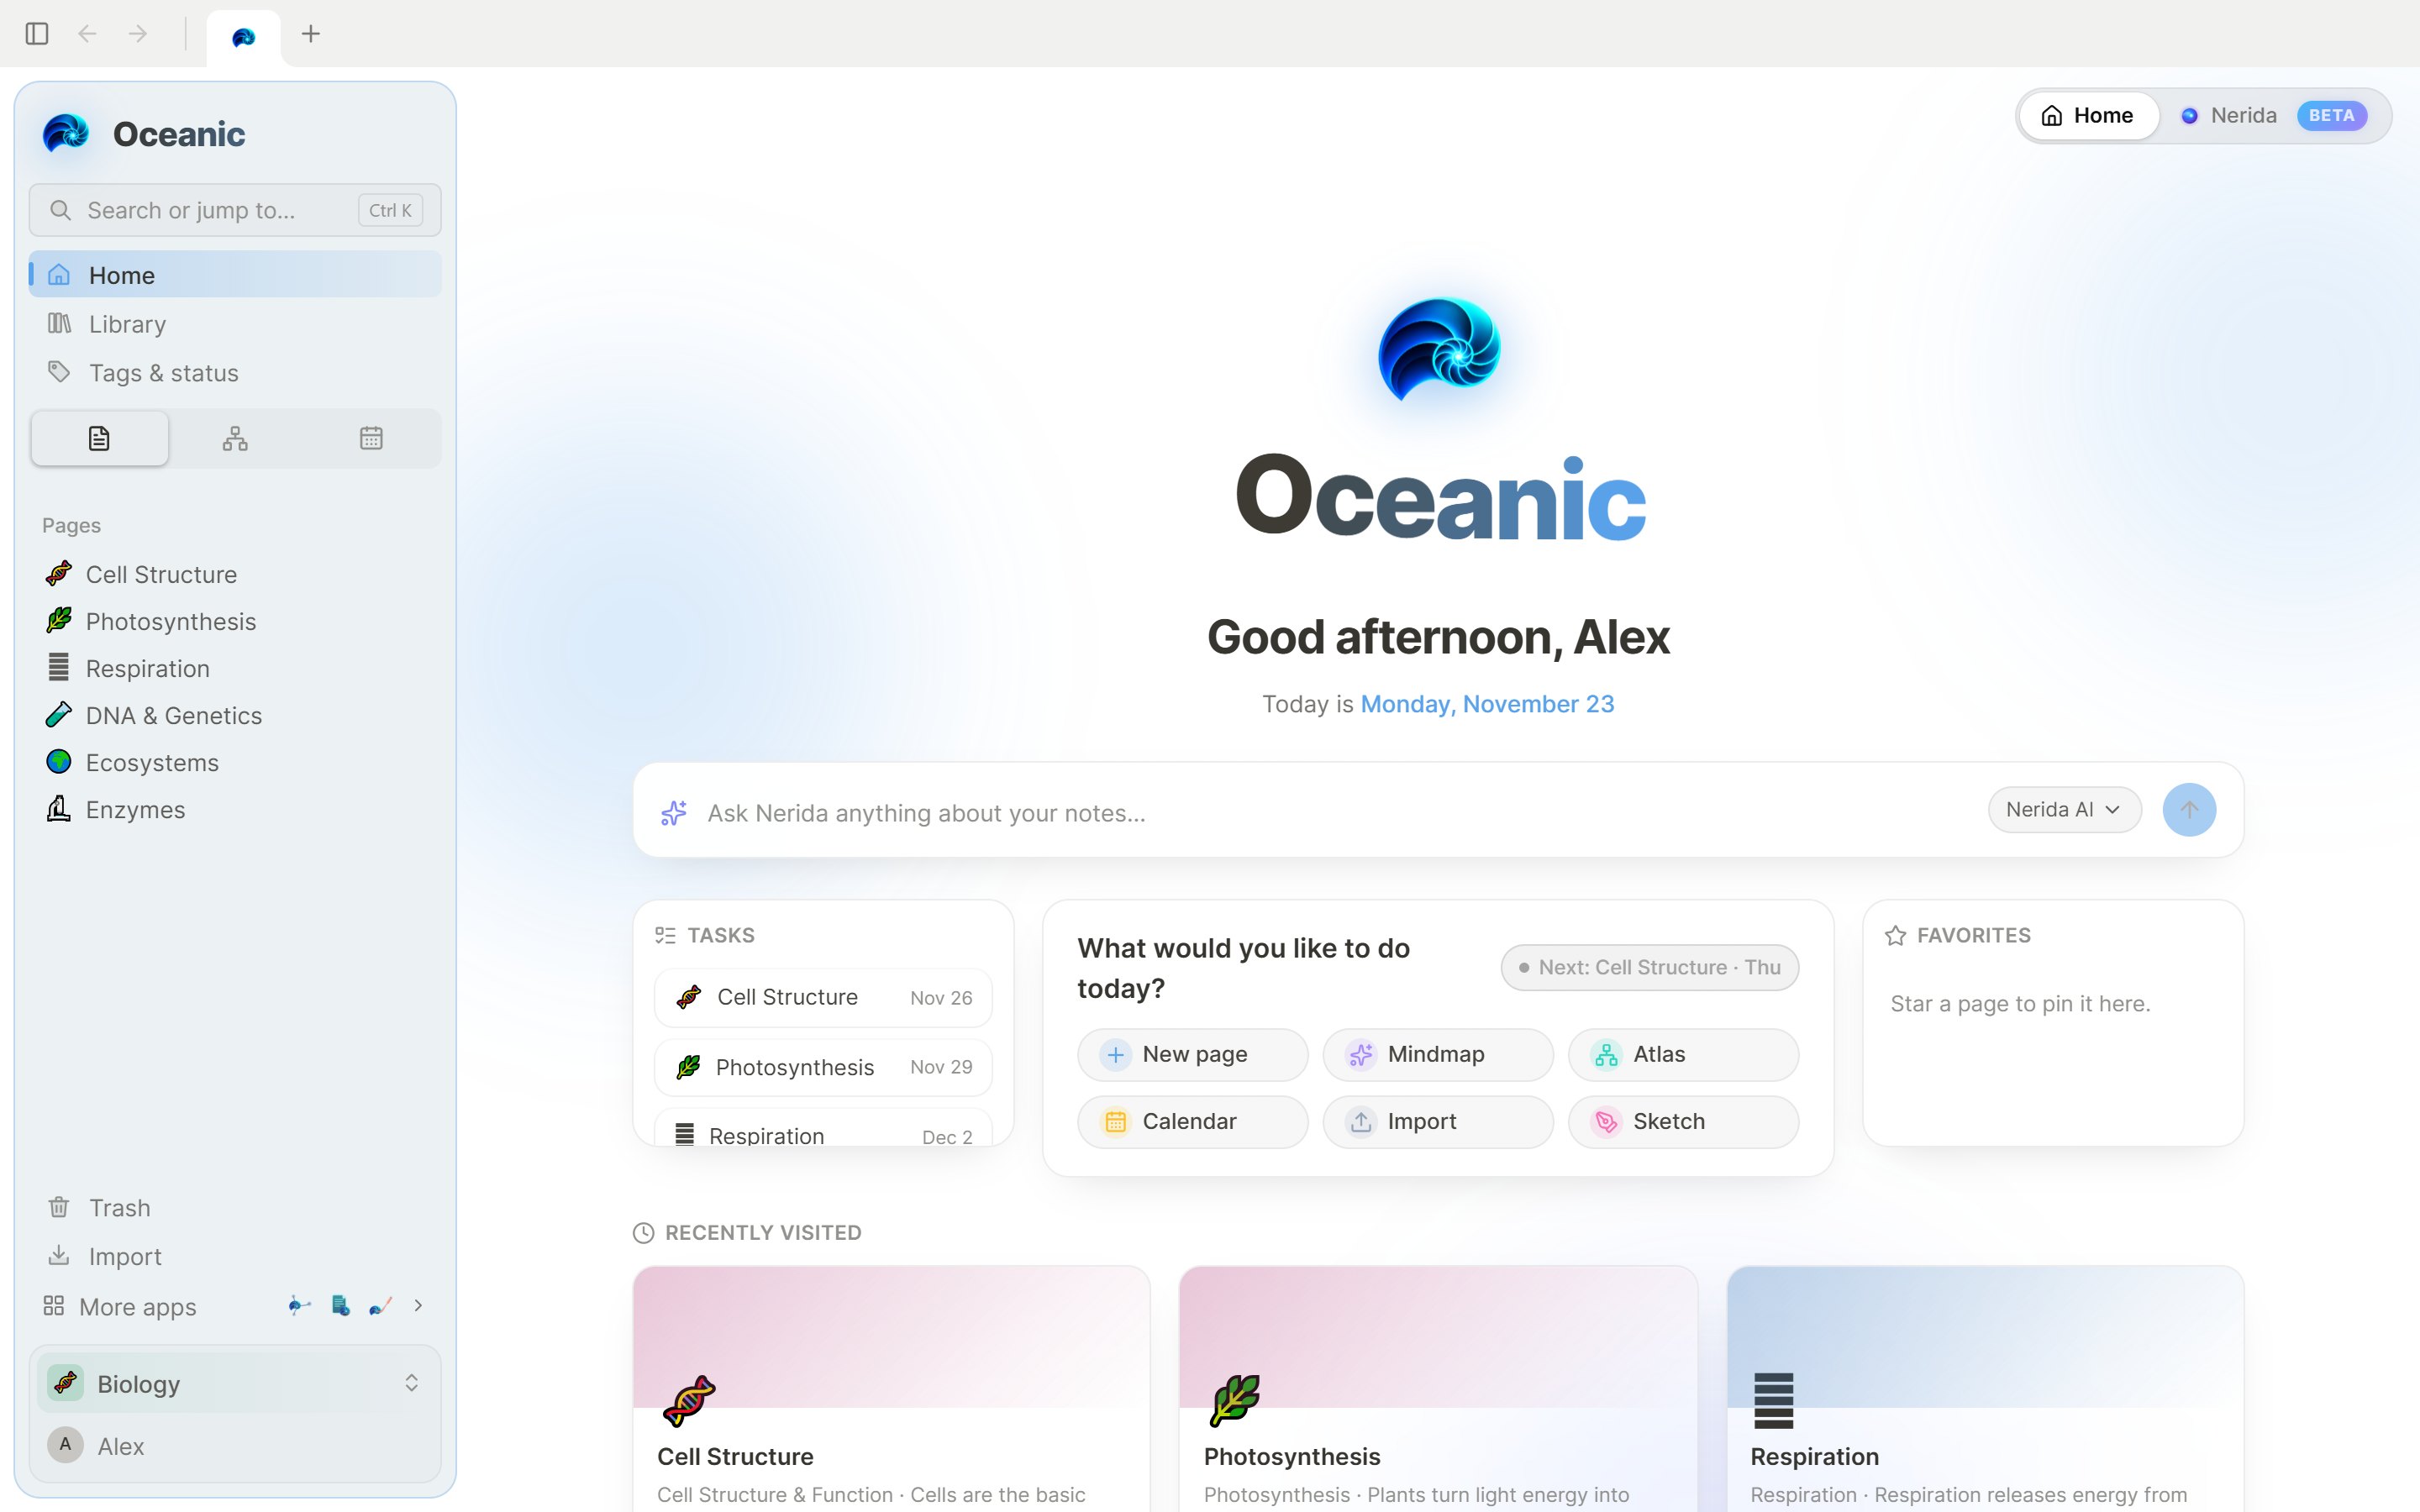 Oceanic
Search or jump to...
Ctrl K
Home
Library
Tags & status
Pages
Cell Structure
Photosynthesis
Respiration
DNA & Genetics
Ecosystems
Enzymes
Trash
Import
More apps
Biology
A
Alex
Home
Nerida
BETA
Oceanic
Good afternoon, Alex
Today is Monday, November 23
Ask Nerida anything about your notes...
Nerida AI
TASKS
Cell Structure
Nov 26
Photosynthesis
Nov 29
Respiration
Dec 2
What would you like to do
today?
Next: Cell Structure · Thu
New page
Mindmap
Atlas
Calendar
Import
Sketch
FAVORITES
Star a page to pin it here.
RECENTLY VISITED
Cell Structure
Cell Structure & Function · Cells are the basic
Photosynthesis
Photosynthesis · Plants turn light energy into
Respiration
Respiration · Respiration releases energy from